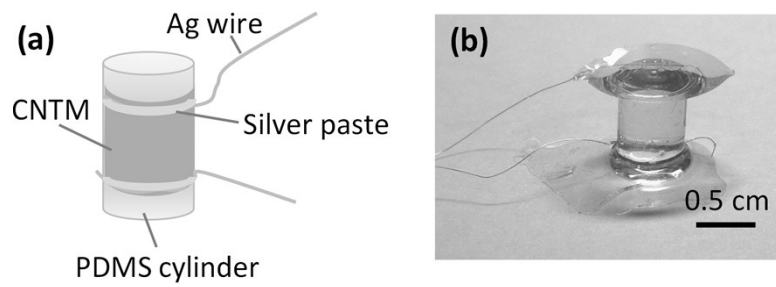 (a)
Ag wire
CNTM
Silver paste
PDMS cylinder
(b)
0.5 cm